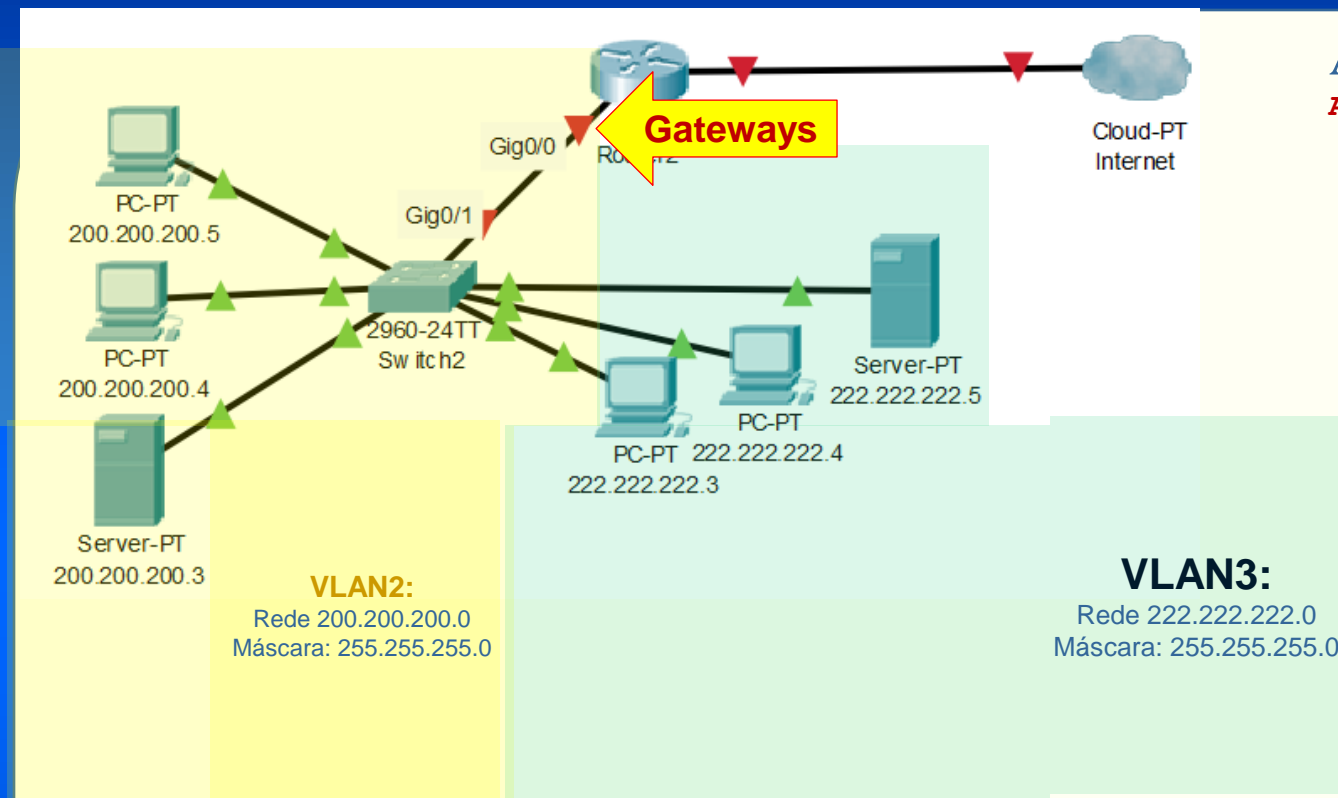 Gateways
Gig0/0
Cloud-PT
Internet
PC-PT
200.200.200.5
Gig0/1
2960-24TT
Switch2
PC-PT
200.200.200.4
Server-PT
222.222.222.5
PC-PT
222.222.222.4
PC-PT
222.222.222.3
Server-PT
200.200.200.3
VLAN2:
Rede 200.200.200.0
Máscara: 255.255.255.0
VLAN3:
Rede 222.222.222.0
Máscara: 255.255.255.0